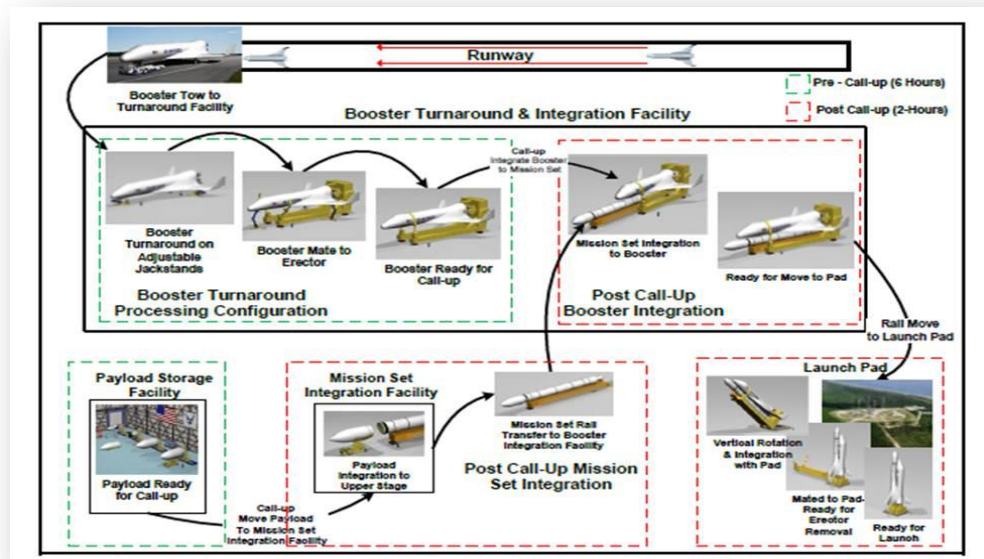 Runway
Booster Tow to
Turnaround Facility
Pre - Call-up (6 Hours)
Post Call-up (2-Hours)
Booster Turnaround & Integration Facility
Call-up
Integrate Booster
to Mission Set
Booster
Turnaround on
Adjustable
Jackstands
Booster Mate to
Erector
Booster Ready for
Call-up
Mission Set Integration
to Booster
Ready for Move to Pad
Booster Turnaround
Processing Configuration
Post Call-Up
Booster Integration
Rail Move
to Launch Pad
Payload Storage
Facility
Payload Ready
for Call-up
Call-up
Move Payload
To Mission Set
Integration Facility
Mission Set
Integration Facility
Payload
Integration to
Upper Stage
Mission Set Rail
Transfer to Booster
Integration Facility
Post Call-Up Mission
Set Integration
Launch Pad
Vertical Rotation
& Integration
with Pad
Mated to Pad-
Ready for
Erector
Removal
Ready for
Launch